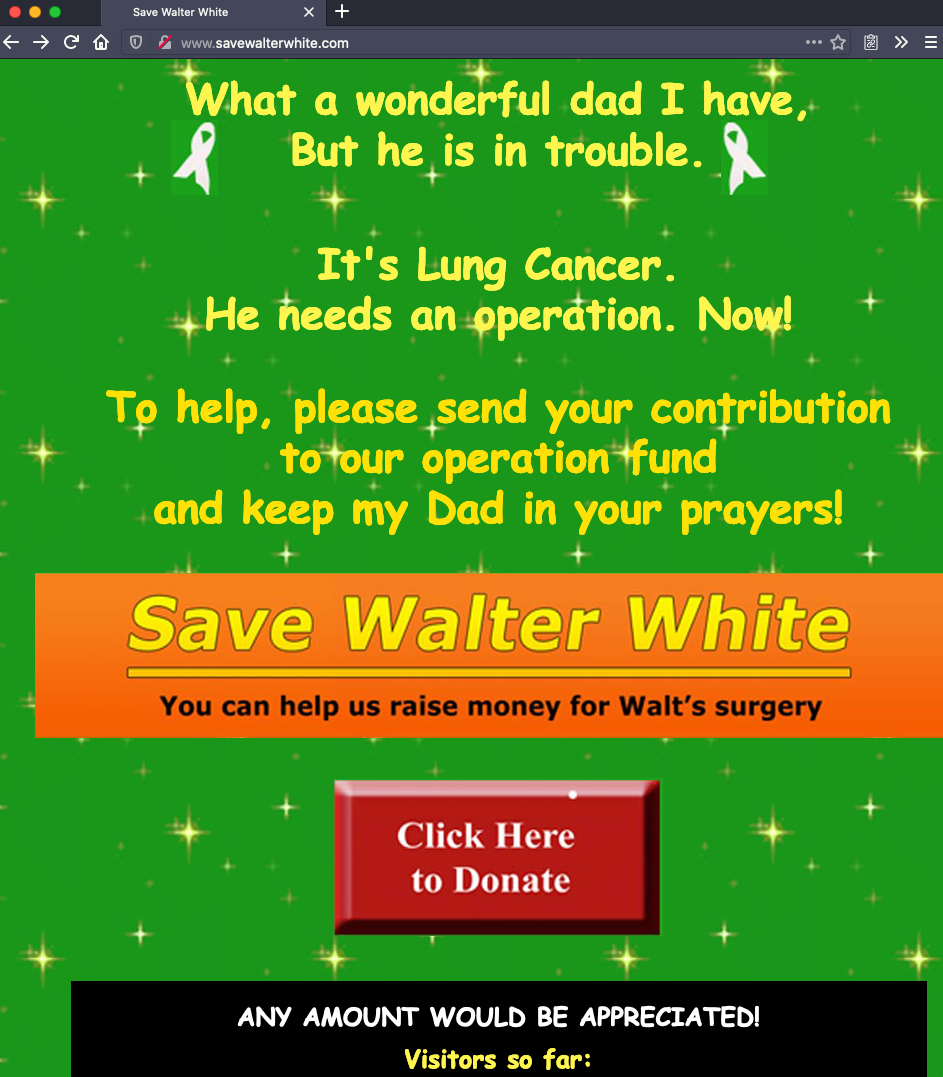 Save Walter White
www.savewalterwhite.com
What a wonderful dad I have,
But he is in trouble.
It's Lung Cancer.
He needs an operation. Now!
To help, please send your contribution
to our operation fund
and keep my Dad in your prayers!
Save Walter White
You can help us raise money for Walt’s surgery
Click Here
to Donate
ANY AMOUNT WOULD BE APPRECIATED!
Visitors so far: